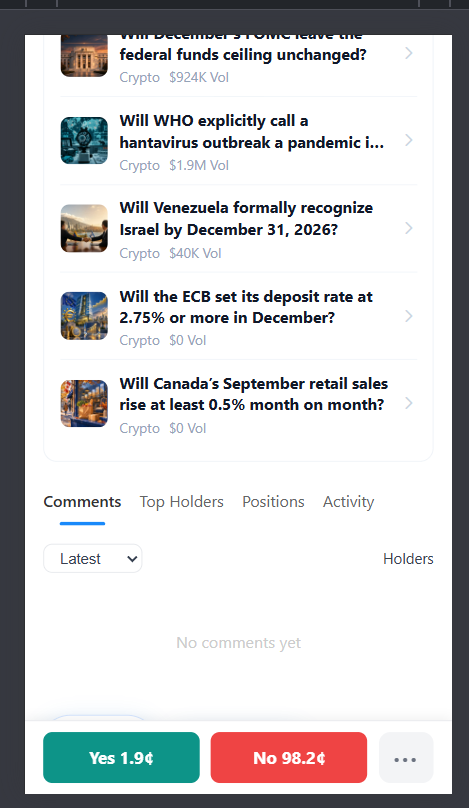 Will December's FOMC leave the
federal funds ceiling unchanged?
Crypto $924K Vol
Will WHO explicitly call a
hantavirus outbreak a pandemic i...
Crypto $1.9M Vol
Will Venezuela formally recognize
Israel by December 31, 2026?
Crypto $40K Vol
Will the ECB set its deposit rate at
2.75% or more in December?
Crypto $0 Vol
Will Canada's September retail sales
rise at least 0.5% month on month?
Crypto $0 Vol
Comments Top Holders Positions Activity
Latest Holders
No comments yet
Yes 1.9¢ No 98.2¢ ...